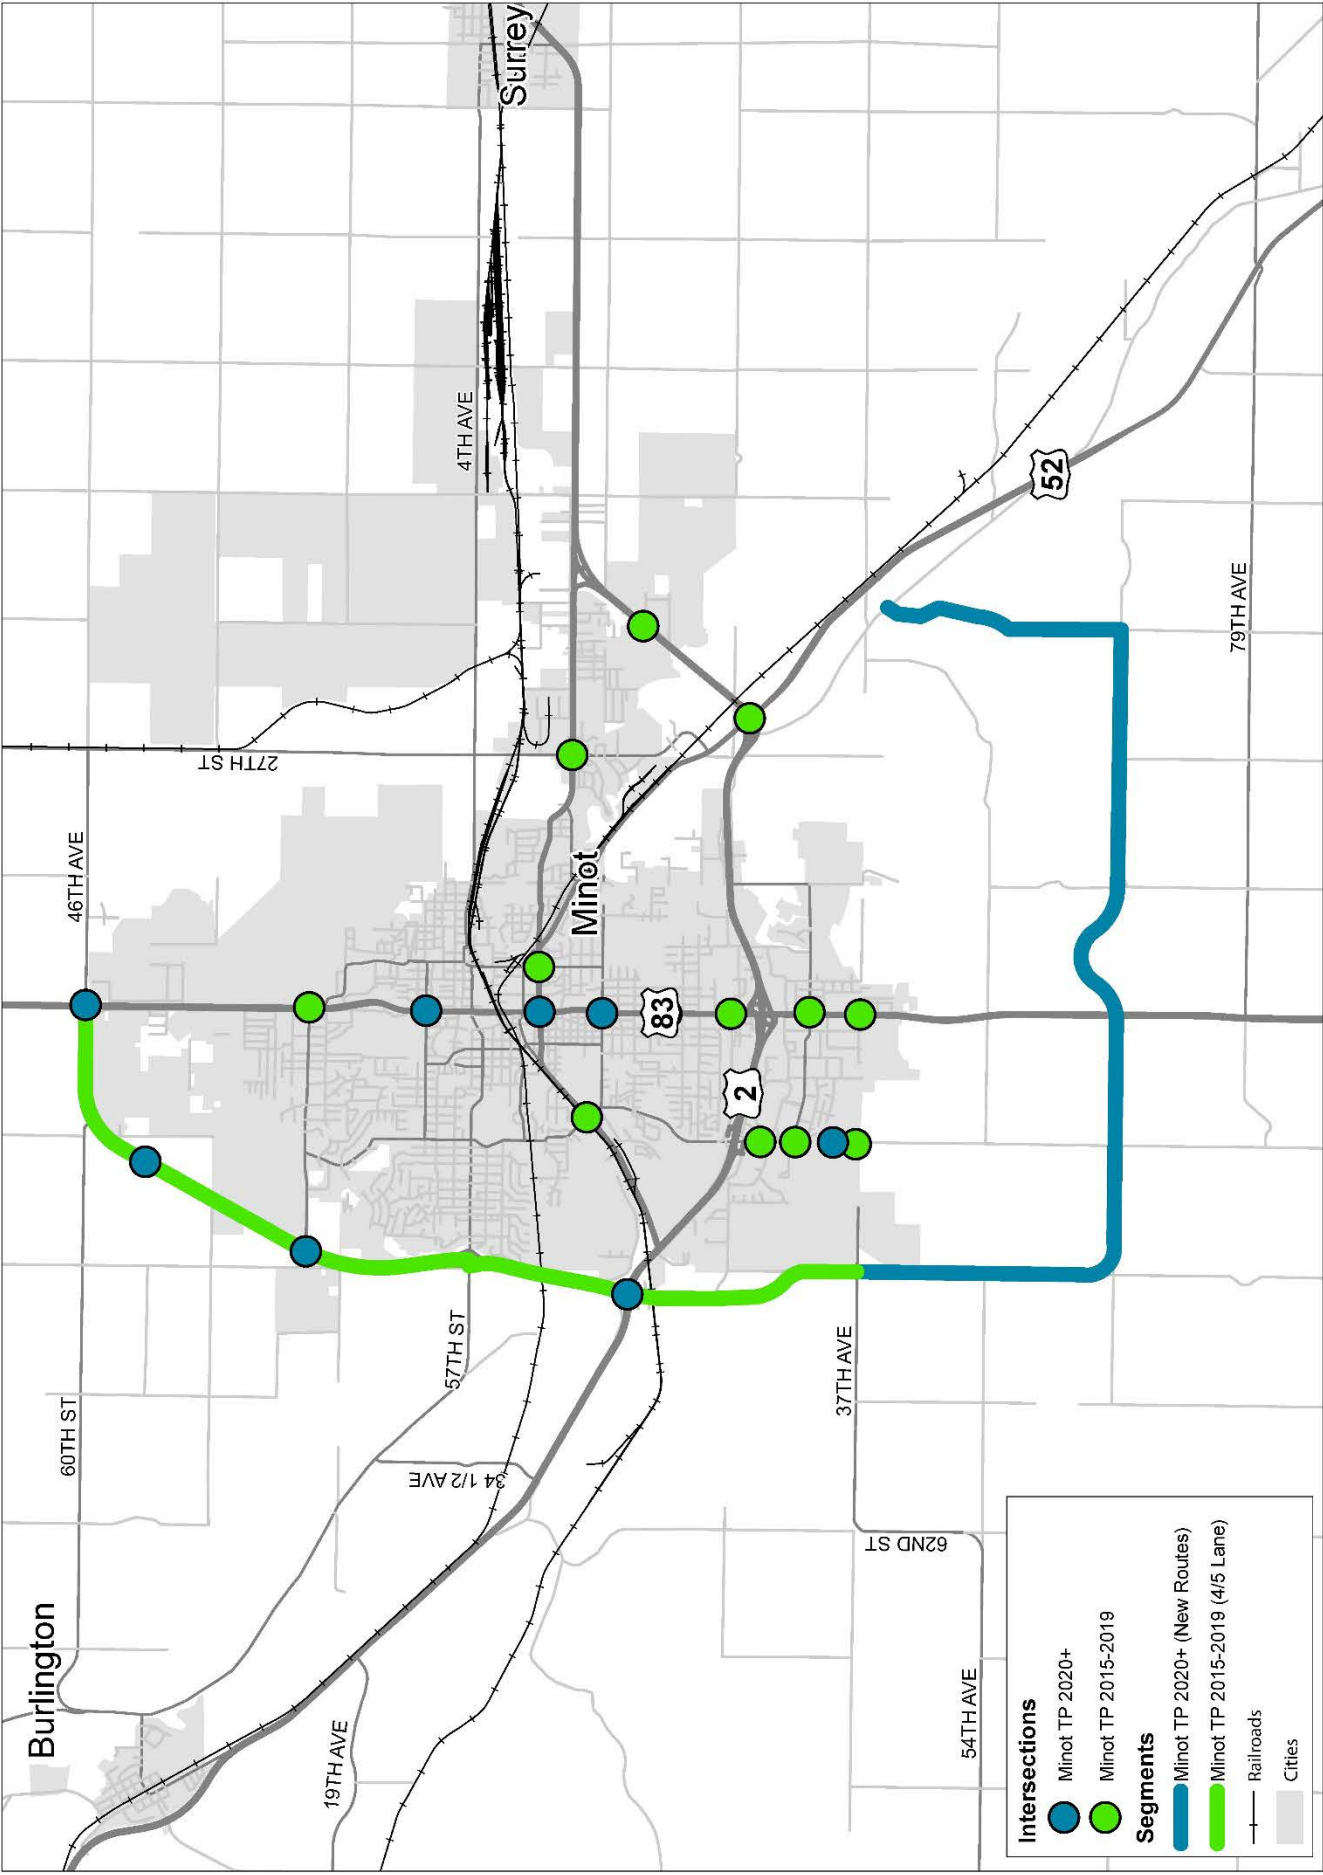 Burlington
60TH ST
46TH AVE
27TH ST
4TH AVE
Surrey
57TH ST
34 1/2 AVE
19TH AVE
Minot
83
2
52
37TH AVE
62ND ST
54TH AVE
79TH AVE
Intersections
Minot TP 2020+
Minot TP 2015-2019
Segments
Minot TP 2020+ (New Routes)
Minot TP 2015-2019 (4/5 Lane)
Railroads
Cities